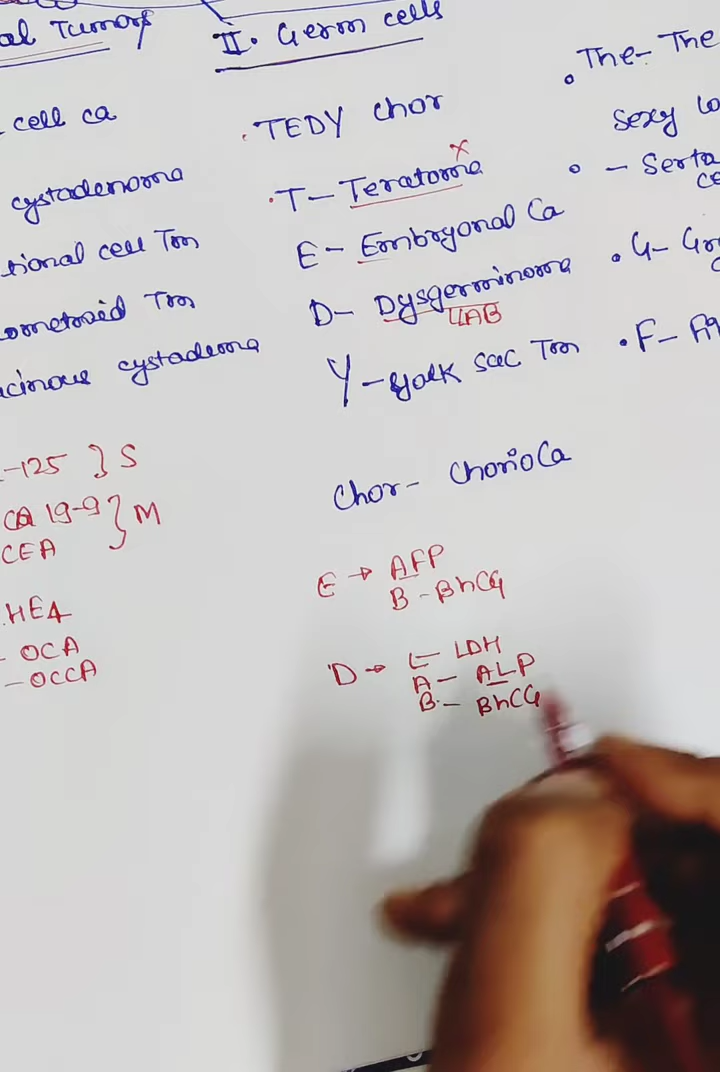 al Tumors
cell ca
cystadenoma
tional cell Tm
ometroid Tm
cinous cystadema
-125 } S
CA 19-9 } M
CEA
HE4
- OCA
- OCCA
II. Germ cells
TEDY chor
T- Teratoma x
E- Embryonal Ca
D- Dysgerminoma
LAB
Y- yolk sac Tm
Chor- ChorioCa
E → AFP
B - BhCG
D → L- LDH
A- ALP
B- BhCG
The- The
Sexy
- Serta
G-
F-